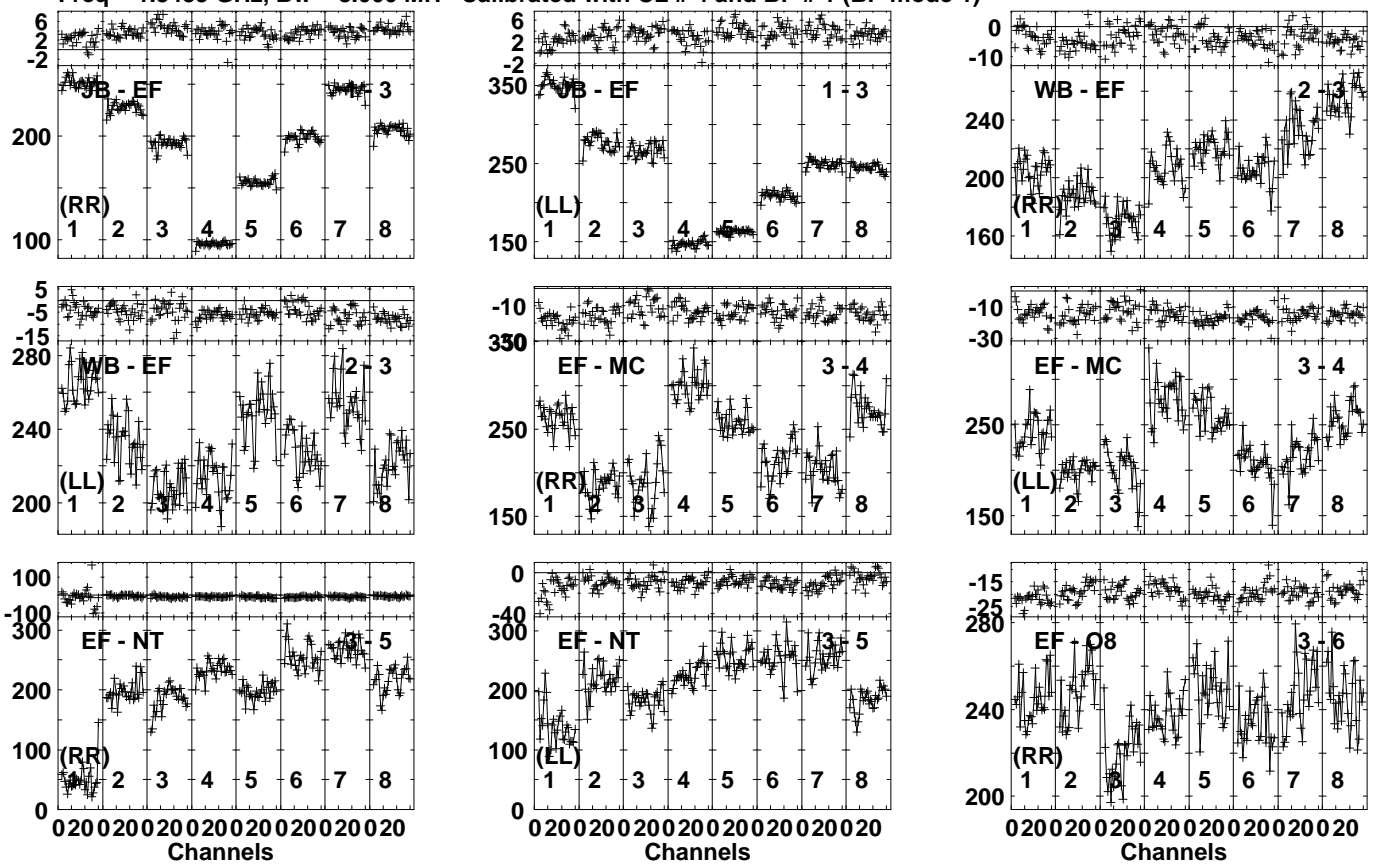 6 6 0
2 2 -10
2 2
-2 -2
JB - EF 1 - 3 350 JB - EF 1 - 3 WB - EF 2 - 3
200 250 240
200
(RR) (LL) (RR)
1 2 3 4 5 6 7 8 1 2 3 4 5 6 7 8 1 2 3 4 5 6 7 8
100 150 160
5 -10 -10
-5
-15 -30
280 WB - EF 2 - 3 EF - MC 3 - 4 EF - MC 3 - 4
240 250 250
(LL) (RR) (LL)
200 1 2 3 4 5 6 7 8 1 2 3 4 5 6 7 8 1 2 3 4 5 6 7 8
150 150
100 0 -15
-100 -40 -25
300 EF - NT 3 - 5 300 EF - NT 3 - 5 280 EF - O8 3 - 6
200 200 240
100 100
(RR) (LL) (RR)
1 2 3 4 5 6 7 8 1 2 3 4 5 6 7 8 1 2 3 4 5 6 7 8
0 0 200
0 20 0 20 0 20 0 20 0 20 0 20 0 20 0 20 0 20 0 20 0 20 0 20 0 20 0 20 0 20 0 20 0 20 0 20 0 20 0 20 0 20 0 20 0 20 0 20
Channels Channels Channels